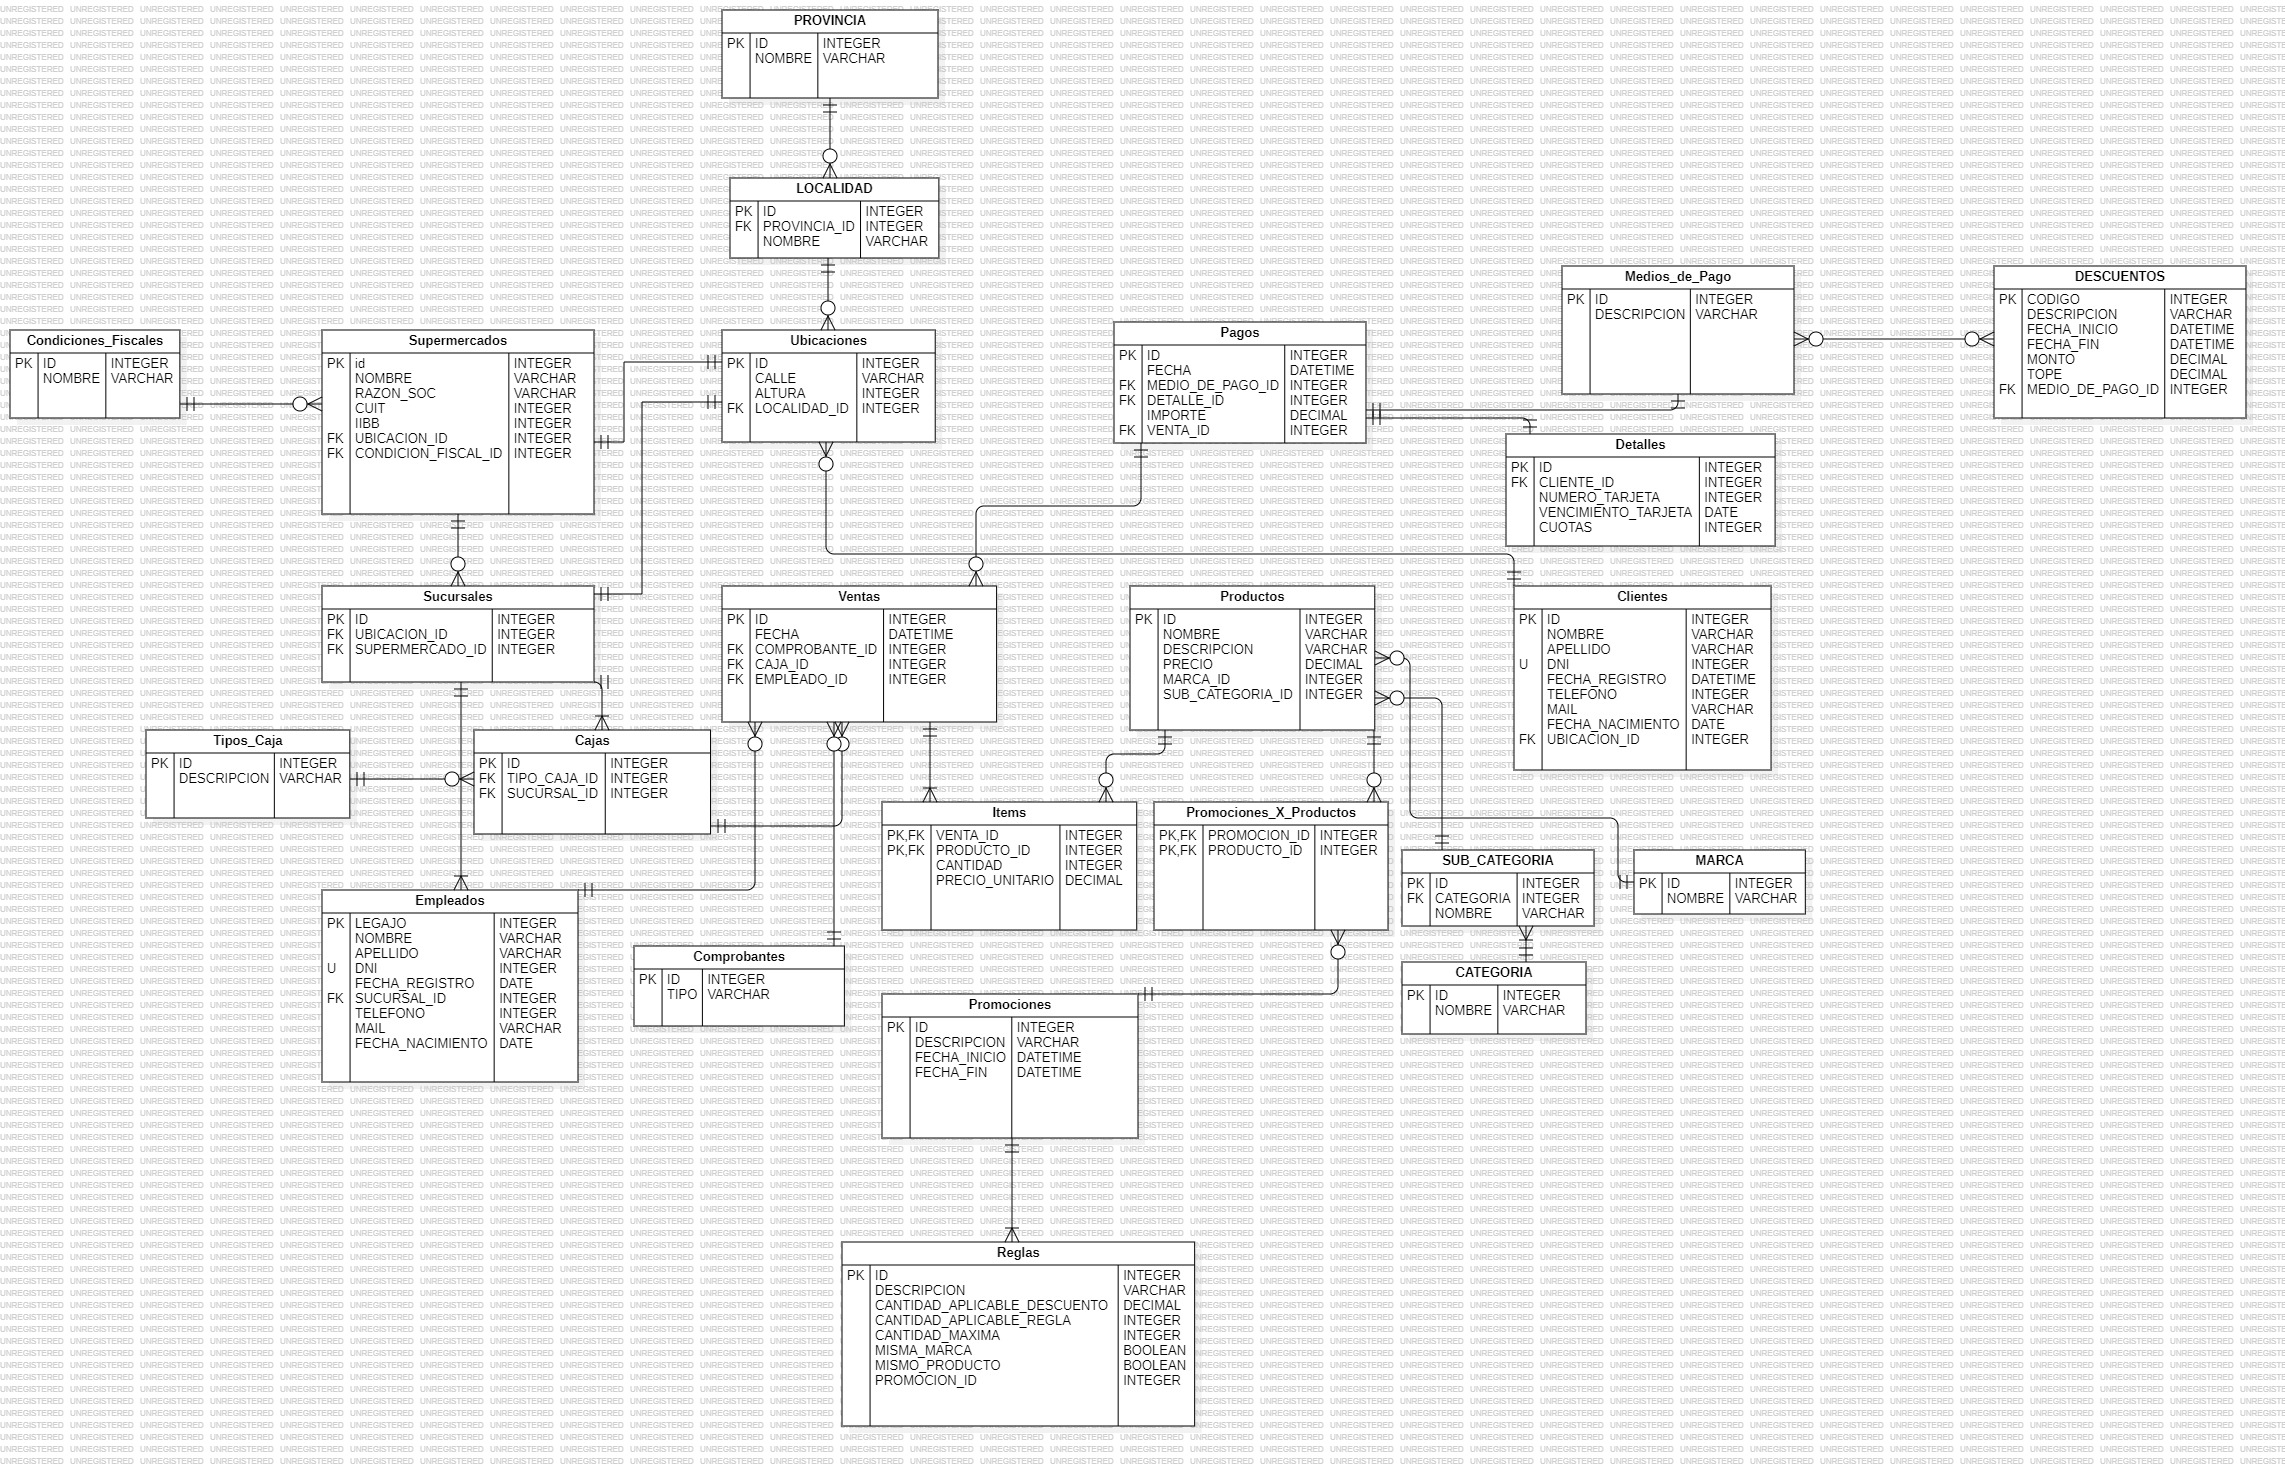 PROVINCIA
PK ID INTEGER
NOMBRE VARCHAR
LOCALIDAD
PK ID INTEGER
FK PROVINCIA_ID INTEGER
NOMBRE VARCHAR
Medios_de_Pago
PK ID INTEGER
DESCRIPCION VARCHAR
DESCUENTOS
PK CODIGO INTEGER
DESCRIPCION VARCHAR
FECHA_INICIO DATETIME
FECHA_FIN DATETIME
MONTO DECIMAL
TOPE DECIMAL
FK MEDIO_DE_PAGO_ID INTEGER
Condiciones_Fiscales
PK ID INTEGER
NOMBRE VARCHAR
Supermercados
PK id INTEGER
NOMBRE VARCHAR
RAZON_SOC VARCHAR
CUIT INTEGER
IIBB INTEGER
FK UBICACION_ID INTEGER
FK CONDICION_FISCAL_ID INTEGER
Ubicaciones
PK ID INTEGER
CALLE VARCHAR
ALTURA INTEGER
FK LOCALIDAD_ID INTEGER
Pagos
PK ID INTEGER
FECHA DATETIME
FK MEDIO_DE_PAGO_ID INTEGER
FK DETALLE_ID INTEGER
IMPORTE DECIMAL
FK VENTA_ID INTEGER
Detalles
PK ID INTEGER
FK CLIENTE_ID INTEGER
NUMERO_TARJETA INTEGER
VENCIMIENTO_TARJETA DATE
CUOTAS INTEGER
Sucursales
PK ID INTEGER
FK UBICACION_ID INTEGER
FK SUPERMERCADO_ID INTEGER
Ventas
PK ID INTEGER
FECHA DATETIME
FK COMPROBANTE_ID INTEGER
FK CAJA_ID INTEGER
FK EMPLEADO_ID INTEGER
Productos
PK ID INTEGER
NOMBRE VARCHAR
DESCRIPCION VARCHAR
PRECIO DECIMAL
MARCA_ID INTEGER
SUB_CATEGORIA_ID INTEGER
Clientes
PK ID INTEGER
NOMBRE VARCHAR
APELLIDO VARCHAR
U DNI INTEGER
FECHA_REGISTRO DATETIME
TELEFONO INTEGER
MAIL VARCHAR
FECHA_NACIMIENTO DATE
FK UBICACION_ID INTEGER
Tipos_Caja
PK ID INTEGER
DESCRIPCION VARCHAR
Cajas
PK ID INTEGER
FK TIPO_CAJA_ID INTEGER
FK SUCURSAL_ID INTEGER
Items
PK,FK VENTA_ID INTEGER
PK,FK PRODUCTO_ID INTEGER
CANTIDAD INTEGER
PRECIO_UNITARIO DECIMAL
Promociones_X_Productos
PK,FK PROMOCION_ID INTEGER
PK,FK PRODUCTO_ID INTEGER
SUB_CATEGORIA
PK ID INTEGER
FK CATEGORIA INTEGER
NOMBRE VARCHAR
MARCA
PK ID INTEGER
NOMBRE VARCHAR
Empleados
PK LEGAJO INTEGER
NOMBRE VARCHAR
APELLIDO VARCHAR
U DNI INTEGER
FECHA_REGISTRO DATE
FK SUCURSAL_ID INTEGER
TELEFONO INTEGER
MAIL VARCHAR
FECHA_NACIMIENTO DATE
Comprobantes
PK ID INTEGER
TIPO VARCHAR
CATEGORIA
PK ID INTEGER
NOMBRE VARCHAR
Promociones
PK ID INTEGER
DESCRIPCION VARCHAR
FECHA_INICIO DATETIME
FECHA_FIN DATETIME
Reglas
PK ID INTEGER
DESCRIPCION VARCHAR
CANTIDAD_APLICABLE_DESCUENTO DECIMAL
CANTIDAD_APLICABLE_REGLA INTEGER
CANTIDAD_MAXIMA INTEGER
MISMA_MARCA BOOLEAN
MISMO_PRODUCTO BOOLEAN
PROMOCION_ID INTEGER
UNREGISTERED